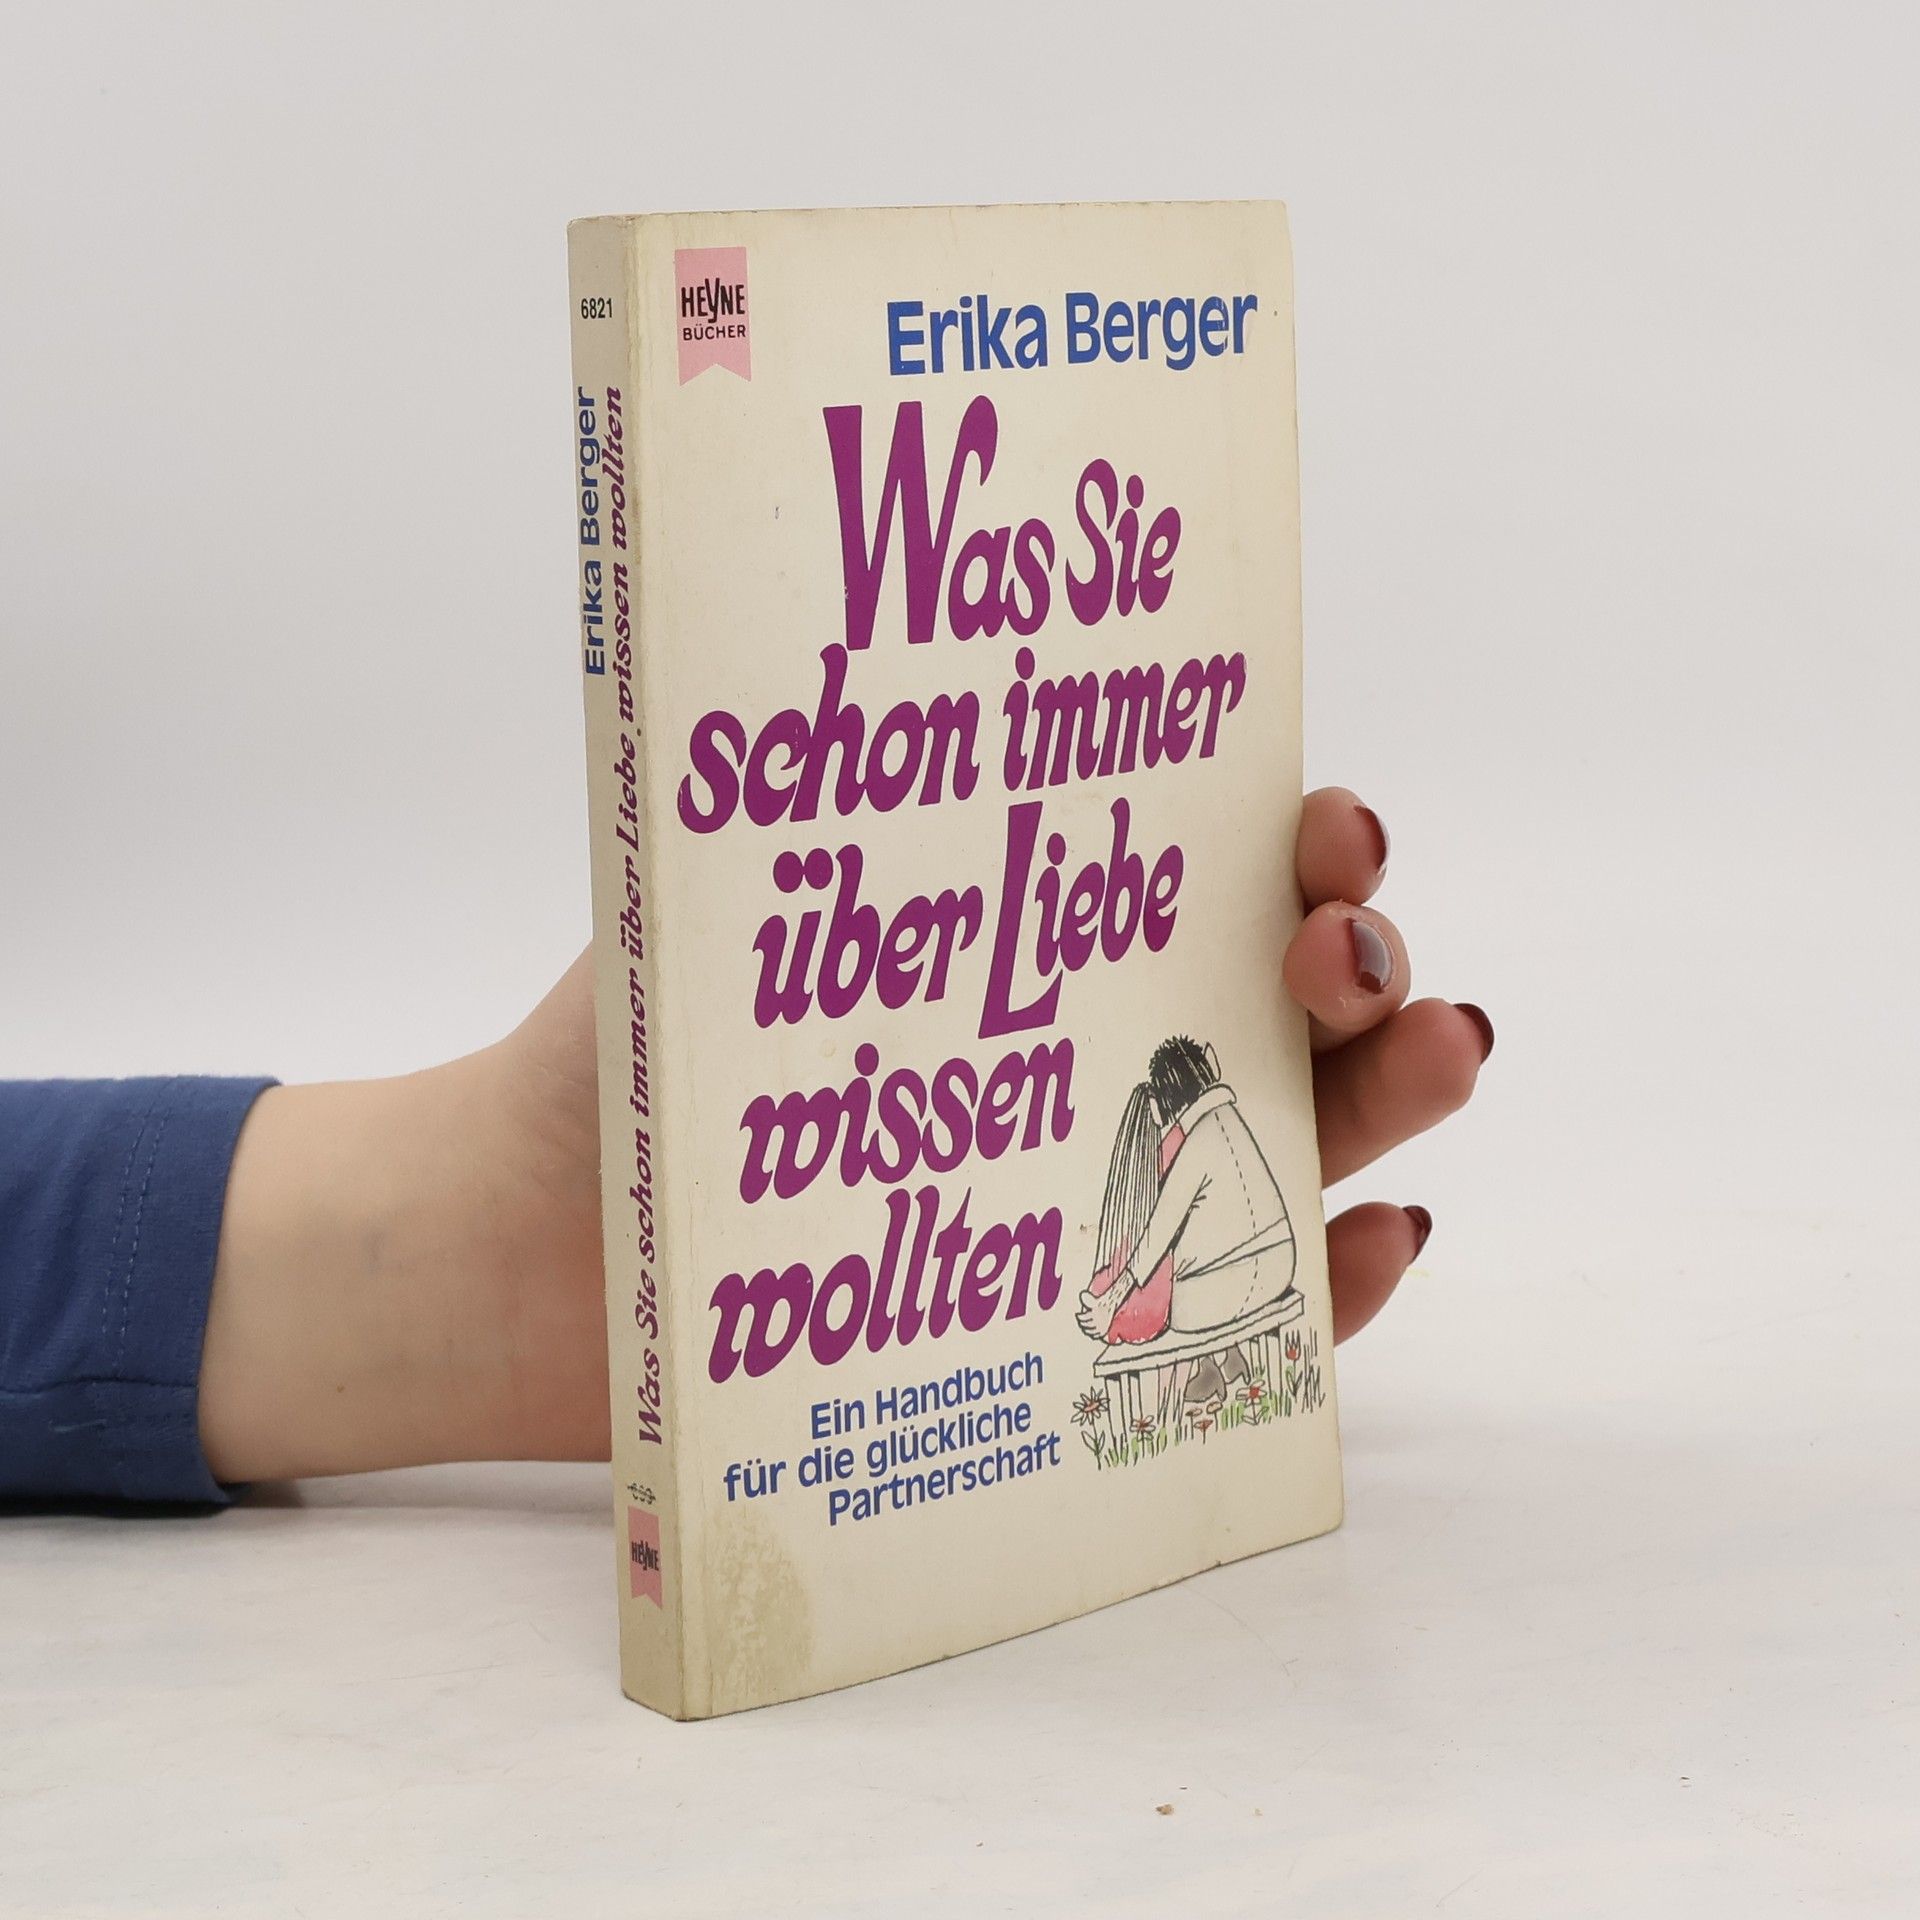 6821
Erika Berger
Was Sie schon immer über Liebe wissen wollten
HEYNE
HEYNE
BÜCHER
Erika Berger
Was Sie
schon immer
über Liebe
wissen
wollten
Ein Handbuch
für die glückliche
Partnerschaft